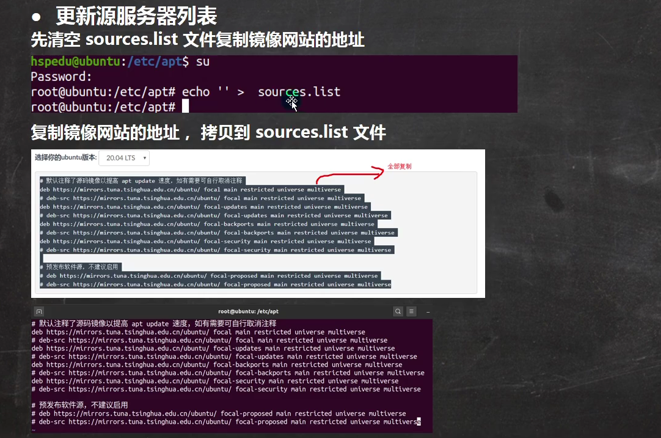 ● 更新源服务器列表
先清空 sources.list 文件复制镜像网站的地址
hspedu@ubuntu:/etc/apt$ su
Password:
root@ubuntu:/etc/apt# echo '' >  sources.list
root@ubuntu:/etc/apt#
复制镜像网站的地址 ，拷贝到 sources.list 文件
选择你的ubuntu版本: 20.04 LTS
全部复制
# 默认注释了源码镜像以提高 apt update 速度，如有需要可自行取消注释
deb https://mirrors.tuna.tsinghua.edu.cn/ubuntu/ focal main restricted universe multiverse
# deb-src https://mirrors.tuna.tsinghua.edu.cn/ubuntu/ focal main restricted universe multiverse
deb https://mirrors.tuna.tsinghua.edu.cn/ubuntu/ focal-updates main restricted universe multiverse
# deb-src https://mirrors.tuna.tsinghua.edu.cn/ubuntu/ focal-updates main restricted universe multiverse
deb https://mirrors.tuna.tsinghua.edu.cn/ubuntu/ focal-backports main restricted universe multiverse
# deb-src https://mirrors.tuna.tsinghua.edu.cn/ubuntu/ focal-backports main restricted universe multiverse
deb https://mirrors.tuna.tsinghua.edu.cn/ubuntu/ focal-security main restricted universe multiverse
# deb-src https://mirrors.tuna.tsinghua.edu.cn/ubuntu/ focal-security main restricted universe multiverse
# 预发布软件源，不建议启用
# deb https://mirrors.tuna.tsinghua.edu.cn/ubuntu/ focal-proposed main restricted universe multiverse
# deb-src https://mirrors.tuna.tsinghua.edu.cn/ubuntu/ focal-proposed main restricted universe multiverse
root@ubuntu: /etc/apt
# 默认注释了源码镜像以提高 apt update 速度，如有需要可自行取消注释
deb https://mirrors.tuna.tsinghua.edu.cn/ubuntu/ focal main restricted universe multiverse
# deb-src https://mirrors.tuna.tsinghua.edu.cn/ubuntu/ focal main restricted universe multiverse
deb https://mirrors.tuna.tsinghua.edu.cn/ubuntu/ focal-updates main restricted universe multiverse
# deb-src https://mirrors.tuna.tsinghua.edu.cn/ubuntu/ focal-updates main restricted universe multiverse
deb https://mirrors.tuna.tsinghua.edu.cn/ubuntu/ focal-backports main restricted universe multiverse
# deb-src https://mirrors.tuna.tsinghua.edu.cn/ubuntu/ focal-backports main restricted universe multiverse
deb https://mirrors.tuna.tsinghua.edu.cn/ubuntu/ focal-security main restricted universe multiverse
# deb-src https://mirrors.tuna.tsinghua.edu.cn/ubuntu/ focal-security main restricted universe multiverse
# 预发布软件源，不建议启用
# deb https://mirrors.tuna.tsinghua.edu.cn/ubuntu/ focal-proposed main restricted universe multiverse
# deb-src https://mirrors.tuna.tsinghua.edu.cn/ubuntu/ focal-proposed main restricted universe multiverse